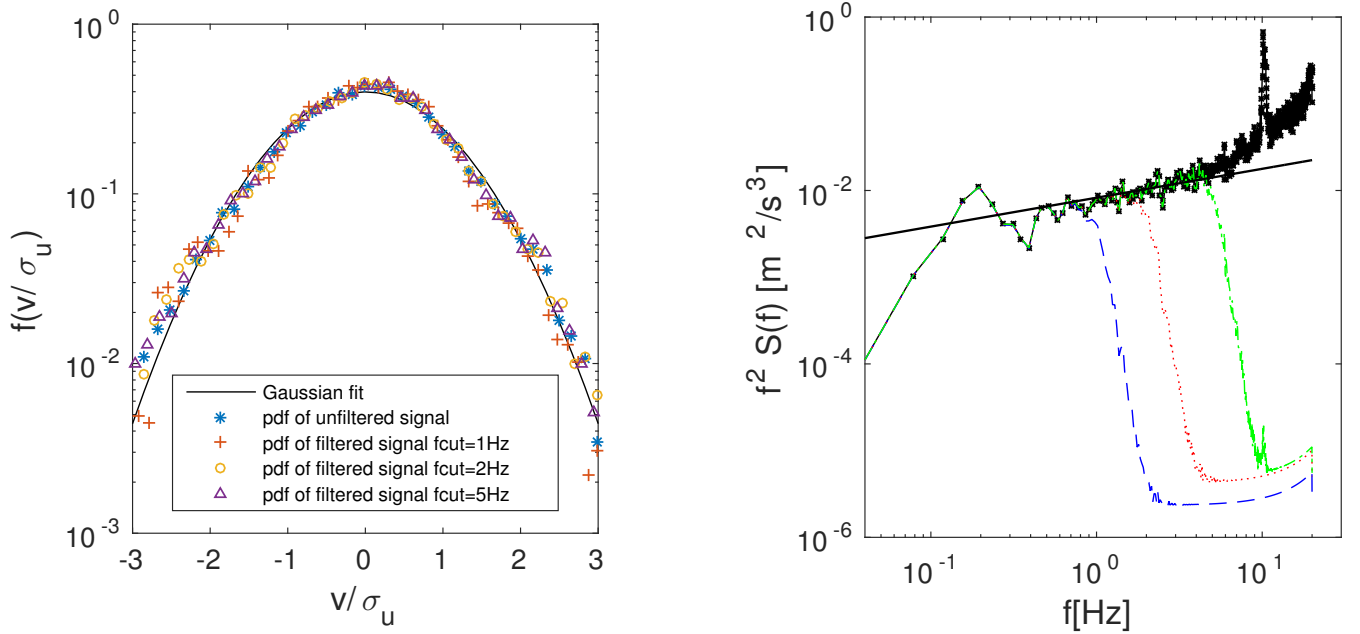 10^0
10^-1
10^-2
10^-3
f(v/σ_u)
Gaussian fit
pdf of unfiltered signal
pdf of filtered signal fcut=1Hz
pdf of filtered signal fcut=2Hz
pdf of filtered signal fcut=5Hz
-3 -2 -1 0 1 2 3
v/σ_u
10^0
10^-2
10^-4
10^-6
f^2 S(f) [m^2/s^3]
10^-1 10^0 10^1
f[Hz]